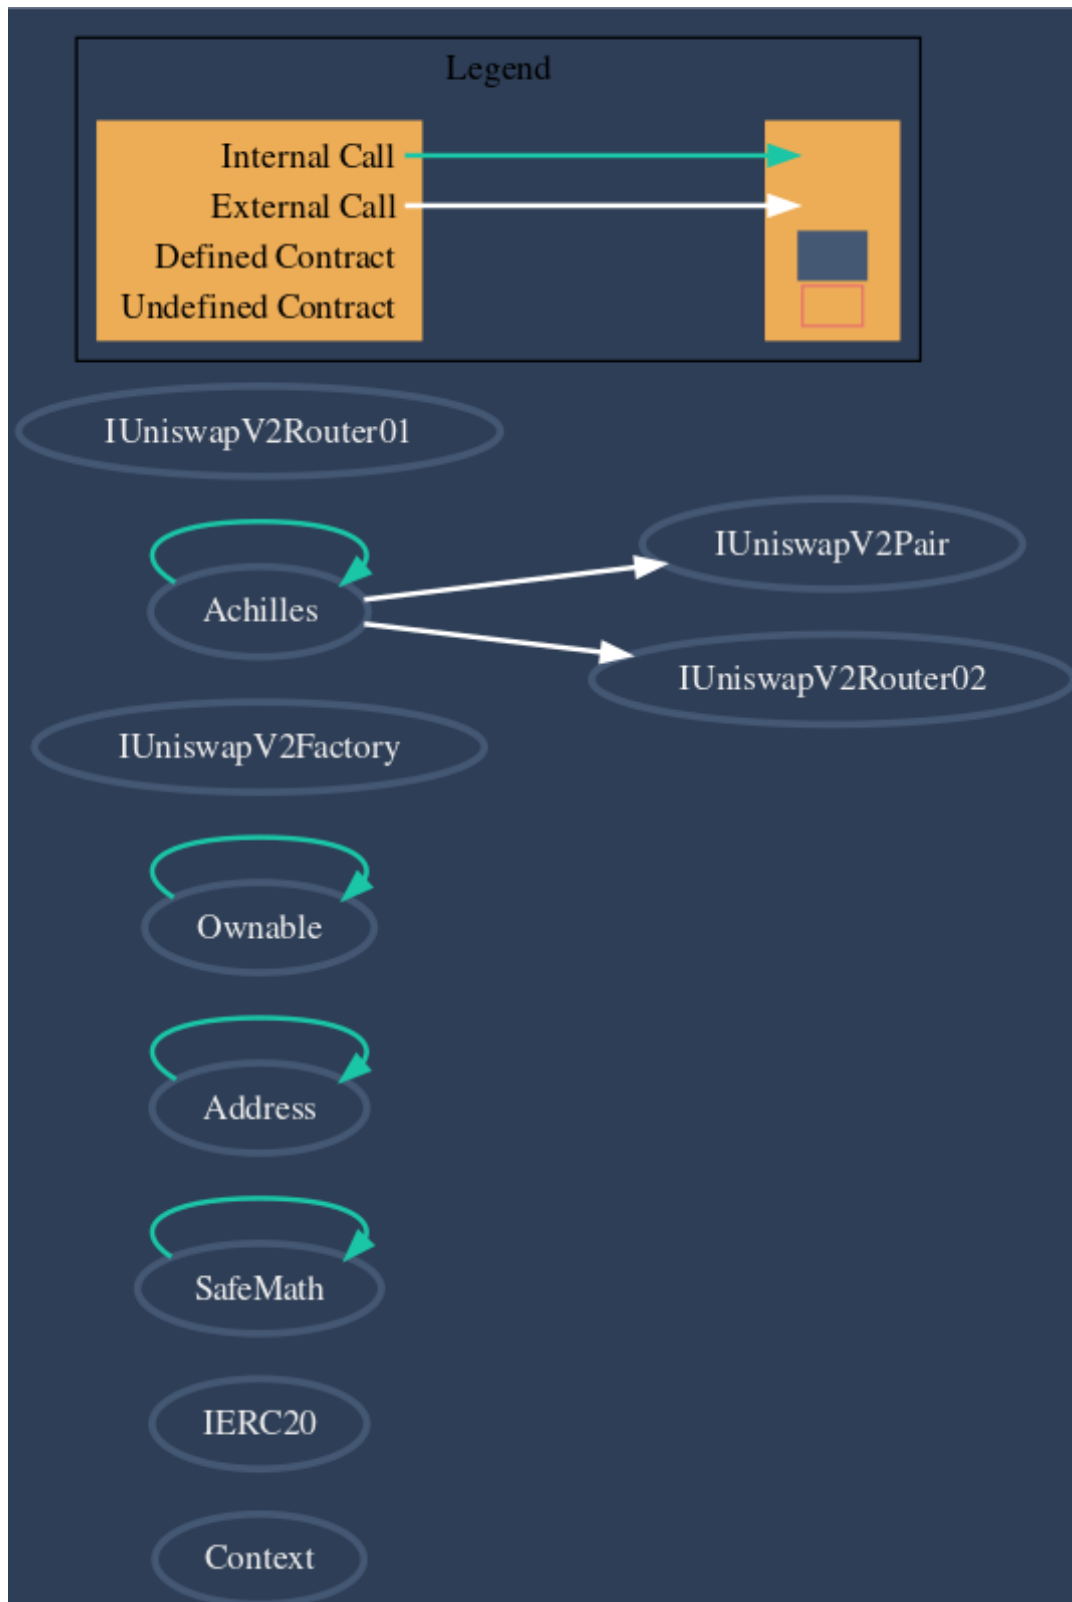 Legend
Internal Call
External Call
Defined Contract
Undefined Contract
IUniswapV2Router01
IUniswapV2Pair
Achilles
IUniswapV2Router02
IUniswapV2Factory
Ownable
Address
SafeMath
IERC20
Context